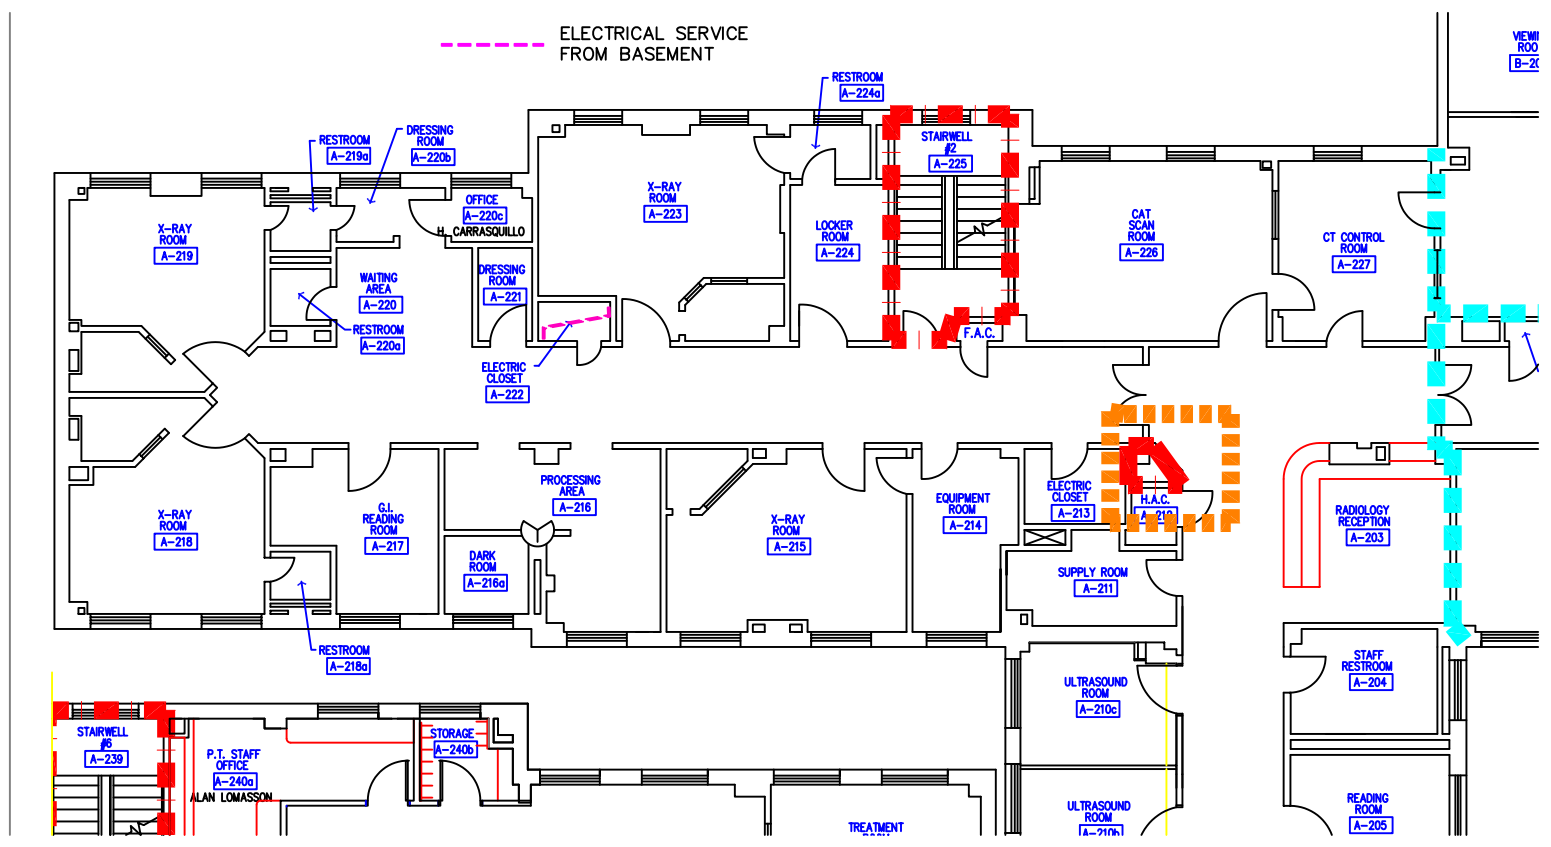 ELECTRICAL SERVICE
FROM BASEMENT
RESTROOM
A-224a
DRESSING
ROOM
A-220b
RESTROOM
A-219a
STAIRWELL
#2
A-225
X-RAY
ROOM
A-219
OFFICE
A-220c
H. CARRASQUILLO
X-RAY
ROOM
A-223
LOCKER
ROOM
A-224
CAT
SCAN
ROOM
A-226
CT CONTROL
ROOM
A-227
WAITING
AREA
A-220
DRESSING
ROOM
A-221
RESTROOM
A-220a
ELECTRIC
CLOSET
A-222
F.A.C.
X-RAY
ROOM
A-218
G.I.
READING
ROOM
A-217
PROCESSING
AREA
A-216
DARK
ROOM
A-216a
X-RAY
ROOM
A-215
EQUIPMENT
ROOM
A-214
ELECTRIC
CLOSET
A-213
H.A.C.
SUPPLY ROOM
A-211
RADIOLOGY
RECEPTION
A-203
RESTROOM
A-218a
STAFF
RESTROOM
A-204
ULTRASOUND
ROOM
A-210c
STAIRWELL
#6
A-239
P.T. STAFF
OFFICE
A-240a
ALAN LOMASSON
STORAGE
A-240b
TREATMENT
ULTRASOUND
ROOM
A-210b
READING
ROOM
A-205